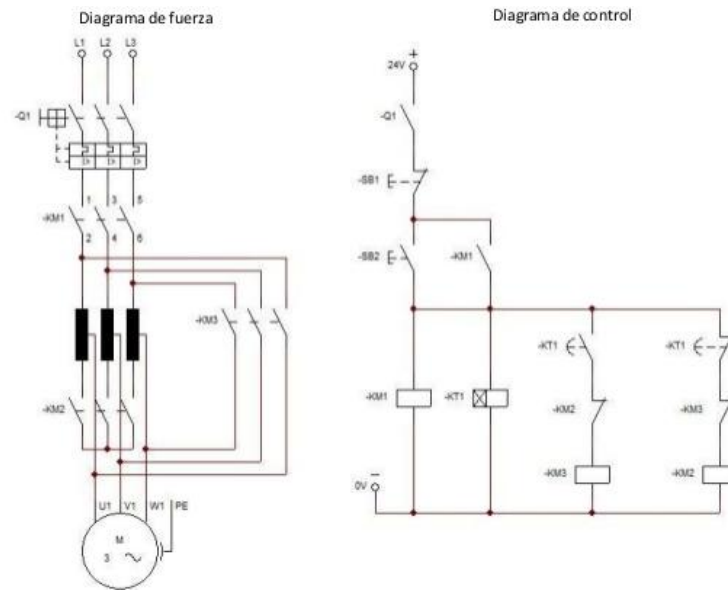 Diagrama de fuerza
L1 L2 L3
-Q1
1 3 5
-KM1
2 4 6
-KM3
-KM2
U1 V1 W1 PE
M
3
Diagrama de control
+
24V
-Q1
-SB1
-SB2 -KM1
-KT1 -KT1
-KM2 -KM3
-KM1 -KT1
-KM3 -KM2
0V